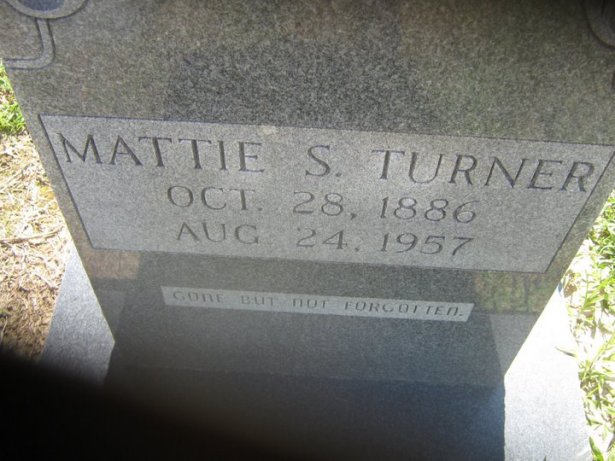 MATTIE S. TURNER
OCT. 28, 1886
AUG 24, 1957
GONE BUT NOT FORGOTTEN.